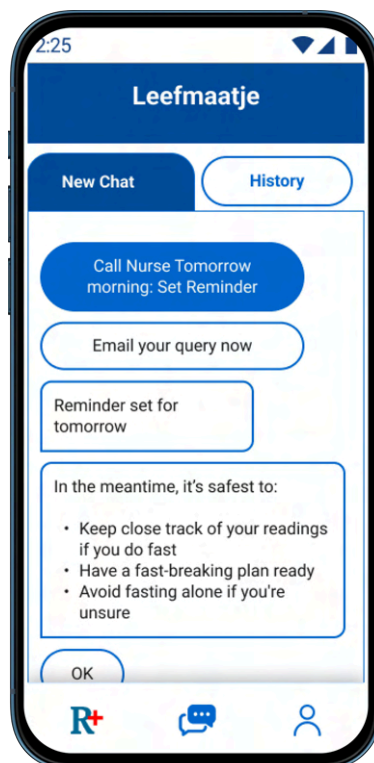 2:25
Leefmaatje
New Chat
History
Call Nurse Tomorrow
morning: Set Reminder
Email your query now
Reminder set for
tomorrow
In the meantime, it's safest to:
• Keep close track of your readings
if you do fast
• Have a fast-breaking plan ready
• Avoid fasting alone if you're
unsure
OK
R+